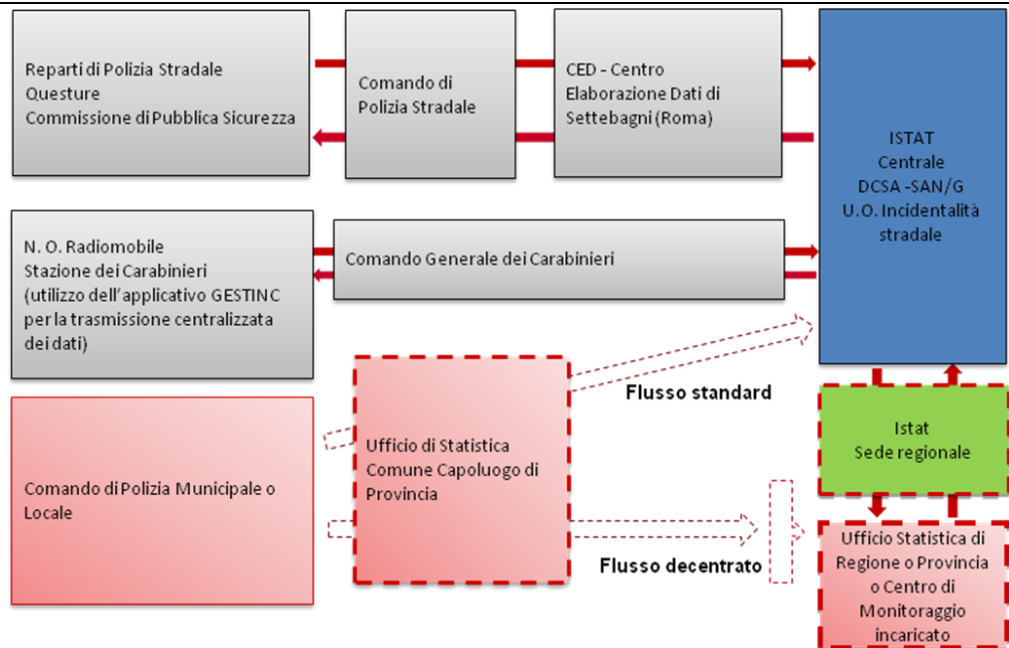 Reparti di Polizia Stradale
Questure
Commissione di Pubblica Sicurezza
Comando di
Polizia Stradale
CED - Centro
Elaborazione Dati di
Settebagni (Roma)
ISTAT
Centrale
DCSA -SAN/G
U.O. Incidentalità
stradale
N. O. Radiomobile
Stazione dei Carabinieri
(utilizzo dell'applicativo GESTINC
per la trasmissione centralizzata
dei dati)
Comando Generale dei Carabinieri
Flusso standard
Comando di Polizia Municipale o
Locale
Ufficio di Statistica
Comune Capoluogo di
Provincia
Flusso decentrato
Istat
Sede regionale
Ufficio Statistica di
Regione o Provincia
o Centro di
Monitoraggio
incaricato